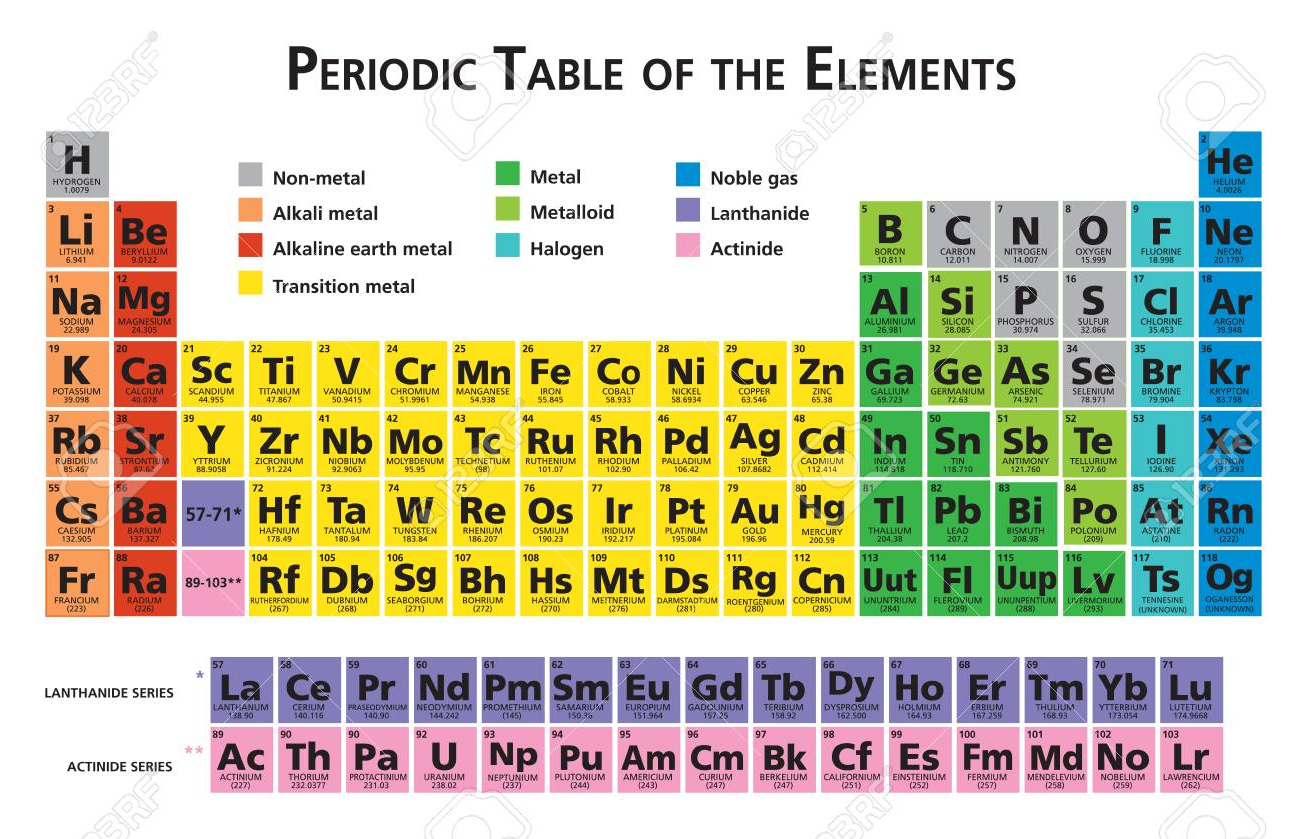 PERIODIC TABLE OF THE ELEMENTS
1 2
H He
HYDROGEN HELIUM
1.0079 4.0026
Non-metal Metal Noble gas
Alkali metal Metalloid Lanthanide
Alkaline earth metal Halogen Actinide
Transition metal
3 4 5 6 7 8 9 10
Li Be B C N O F Ne
LITHIUM BERYLLIUM BORON CARBON NITROGEN OXYGEN FLUORINE NEON
6.941 9.0122 10.811 12.011 14.007 15.999 18.998 20.1797
11 12 13 14 15 16 17 18
Na Mg Al Si P S Cl Ar
SODIUM MAGNESIUM ALUMINIUM SILICON PHOSPHORUS SULFUR CHLORINE ARGON
22.989 24.305 26.981 28.085 30.974 32.066 35.453 39.948
19 20 21 22 23 24 25 26 27 28 29 30 31 32 33 34 35 36
K Ca Sc Ti V Cr Mn Fe Co Ni Cu Zn Ga Ge As Se Br Kr
POTASSIUM CALCIUM SCANDIUM TITANIUM VANADIUM CHROMIUM MANGANESE IRON COBALT NICKEL COPPER ZINC GALLIUM GERMANIUM ARSENIC SELENIUM BROMINE KRYPTON
39.098 40.078 44.955 47.867 50.9415 51.9961 54.938 55.845 58.933 58.6934 63.546 65.38 69.723 72.63 74.921 78.971 79.904 83.798
37 38 39 40 41 42 43 44 45 46 47 48 49 50 51 52 53 54
Rb Sr Y Zr Nb Mo Tc Ru Rh Pd Ag Cd In Sn Sb Te I Xe
RUBIDIUM STRONTIUM YTTRIUM ZICRONIUM NIOBIUM MOLYBDENUM TECHNETIUM RUTHENIUM RHODIUM PALLADIUM SILVER CADMIUM INDIUM TIN ANTIMONY TELLURIUM IODINE XENON
85.467 87.62 88.9058 91.224 92.9063 95.95 (98) 101.07 102.90 106.42 107.8682 112.414 114.818 118.710 121.760 127.60 126.90 131.293
55 56 72 73 74 75 76 77 78 79 80 81 82 83 84 85 86
Cs Ba 57-71* Hf Ta W Re Os Ir Pt Au Hg Tl Pb Bi Po At Rn
CAESIUM BARIUM HAFNIUM TANTALUM TUNGSTEN RHENIUM OSMIUM IRIDIUM PLATINUM GOLD MERCURY THALLIUM LEAD BISMUTH POLONIUM ASTATINE RADON
132.905 137.327 178.49 180.94 183.84 186.207 190.23 192.217 195.084 196.96 200.59 204.38 207.2 208.98 (209) (210) (222)
87 88 104 105 106 107 108 109 110 111 112 113 114 115 116 117 118
Fr Ra 89-103** Rf Db Sg Bh Hs Mt Ds Rg Cn Uut Fl Uup Lv Ts Og
FRANCIUM RADIUM RUTHERFORDIUM DUBNIUM SEABORGIUM BOHRIUM HASSIUM MEITNERIUM DARMSTADTIUM ROENTGENIUM COPERNICIUM UNUNTRIUM FLEROVIUM UNUNPENTIUM LIVERMORIUM TENNESINE OGANESSON
(223) (226) (267) (268) (271) (272) (270) (276) (281) (280) (285) (284) (289) (288) (293) (UNKNOWN) (UNKNOWN)
57 58 59 60 61 62 63 64 65 66 67 68 69 70 71
LANTHANIDE SERIES * La Ce Pr Nd Pm Sm Eu Gd Tb Dy Ho Er Tm Yb Lu
LANTHANUM CERIUM PRASEODYMIUM NEODYMIUM PROMETHIUM SAMARIUM EUROPIUM GADOLINIUM TERIBIUM DYSPROSIUM HOLMIUM ERBIUM THULIUM YTTERBIUM LUTETIUM
138.90 140.116 140.90 144.242 (145) 150.36 151.964 157.25 158.92 162.500 164.93 167.259 168.93 173.054 174.9668
89 90 90 92 93 94 95 96 97 98 99 100 101 102 103
ACTINIDE SERIES ** Ac Th Pa U Np Pu Am Cm Bk Cf Es Fm Md No Lr
ACTINIUM THORIUM PROTACTINIUM URANIUM NEPTUNIUM PLUTONIUM AMERICIUM CURIUM BERKELIUM CALIFORNIUM EINSTEINIUM FERMIUM MENDELEVIUM NOBELIUM LAWRENCIUM
(227) 232.0377 231.03 238.02 (237) (244) (243) (247) (247) (251) (252) (257) (258) (259) (262)
123RF